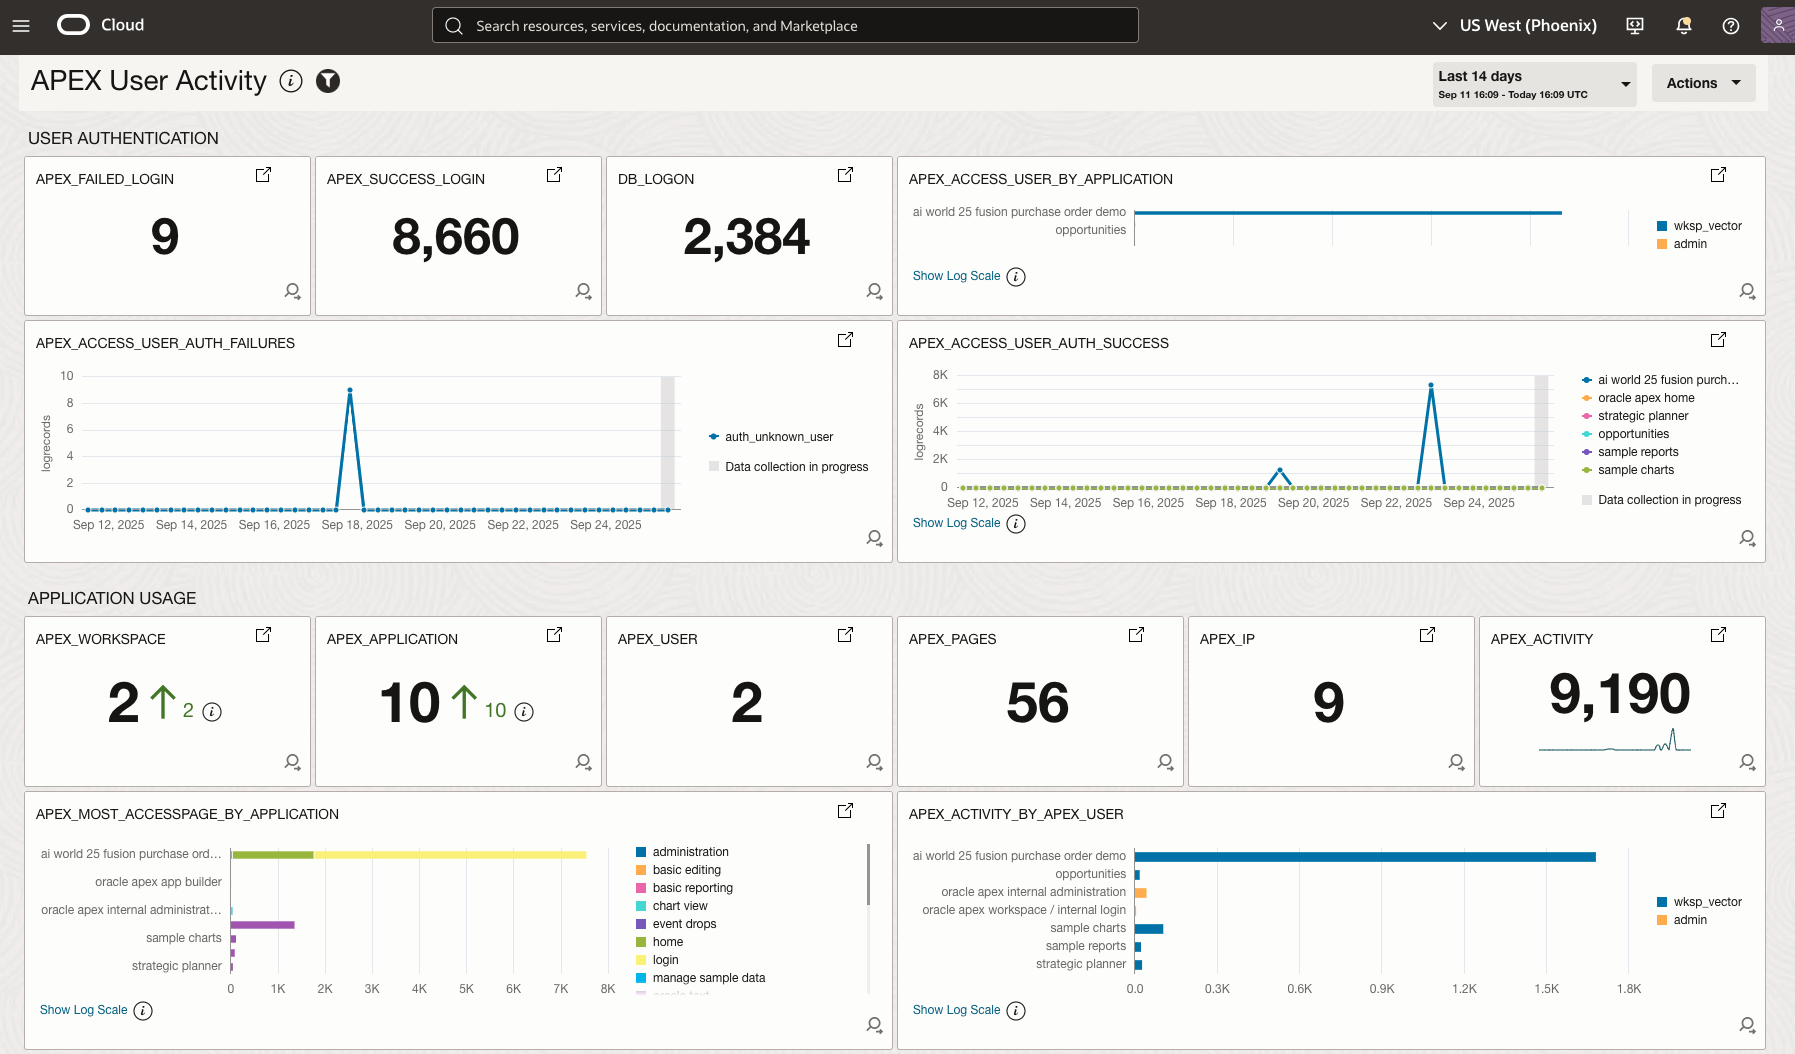 Cloud
Search resources, services, documentation, and Marketplace
US West (Phoenix)
APEX User Activity
Last 14 days
Sep 11 16:09 - Today 16:09 UTC
Actions
USER AUTHENTICATION
APEX_FAILED_LOGIN
9
APEX_SUCCESS_LOGIN
8,660
DB_LOGON
2,384
APEX_ACCESS_USER_BY_APPLICATION
ai world 25 fusion purchase order demo
opportunities
wksp_vector
admin
Show Log Scale
APEX_ACCESS_USER_AUTH_FAILURES
logrecords
10
8
6
4
2
0
Sep 12, 2025 Sep 14, 2025 Sep 16, 2025 Sep 18, 2025 Sep 20, 2025 Sep 22, 2025 Sep 24, 2025
auth_unknown_user
Data collection in progress
APEX_ACCESS_USER_AUTH_SUCCESS
logrecords
8K
6K
4K
2K
0
Sep 12, 2025 Sep 14, 2025 Sep 16, 2025 Sep 18, 2025 Sep 20, 2025 Sep 22, 2025 Sep 24, 2025
ai world 25 fusion purch...
oracle apex home
strategic planner
opportunities
sample reports
sample charts
Data collection in progress
Show Log Scale
APPLICATION USAGE
APEX_WORKSPACE
2 2
APEX_APPLICATION
10 10
APEX_USER
2
APEX_PAGES
56
APEX_IP
9
APEX_ACTIVITY
9,190
APEX_MOST_ACCESSPAGE_BY_APPLICATION
ai world 25 fusion purchase ord...
oracle apex app builder
oracle apex internal administrat...
sample charts
strategic planner
0 1K 2K 3K 4K 5K 6K 7K 8K
administration
basic editing
basic reporting
chart view
event drops
home
login
manage sample data
Show Log Scale
APEX_ACTIVITY_BY_APEX_USER
ai world 25 fusion purchase order demo
opportunities
oracle apex internal administration
oracle apex workspace / internal login
sample charts
sample reports
strategic planner
0.0 0.3K 0.6K 0.9K 1.2K 1.5K 1.8K
wksp_vector
admin
Show Log Scale